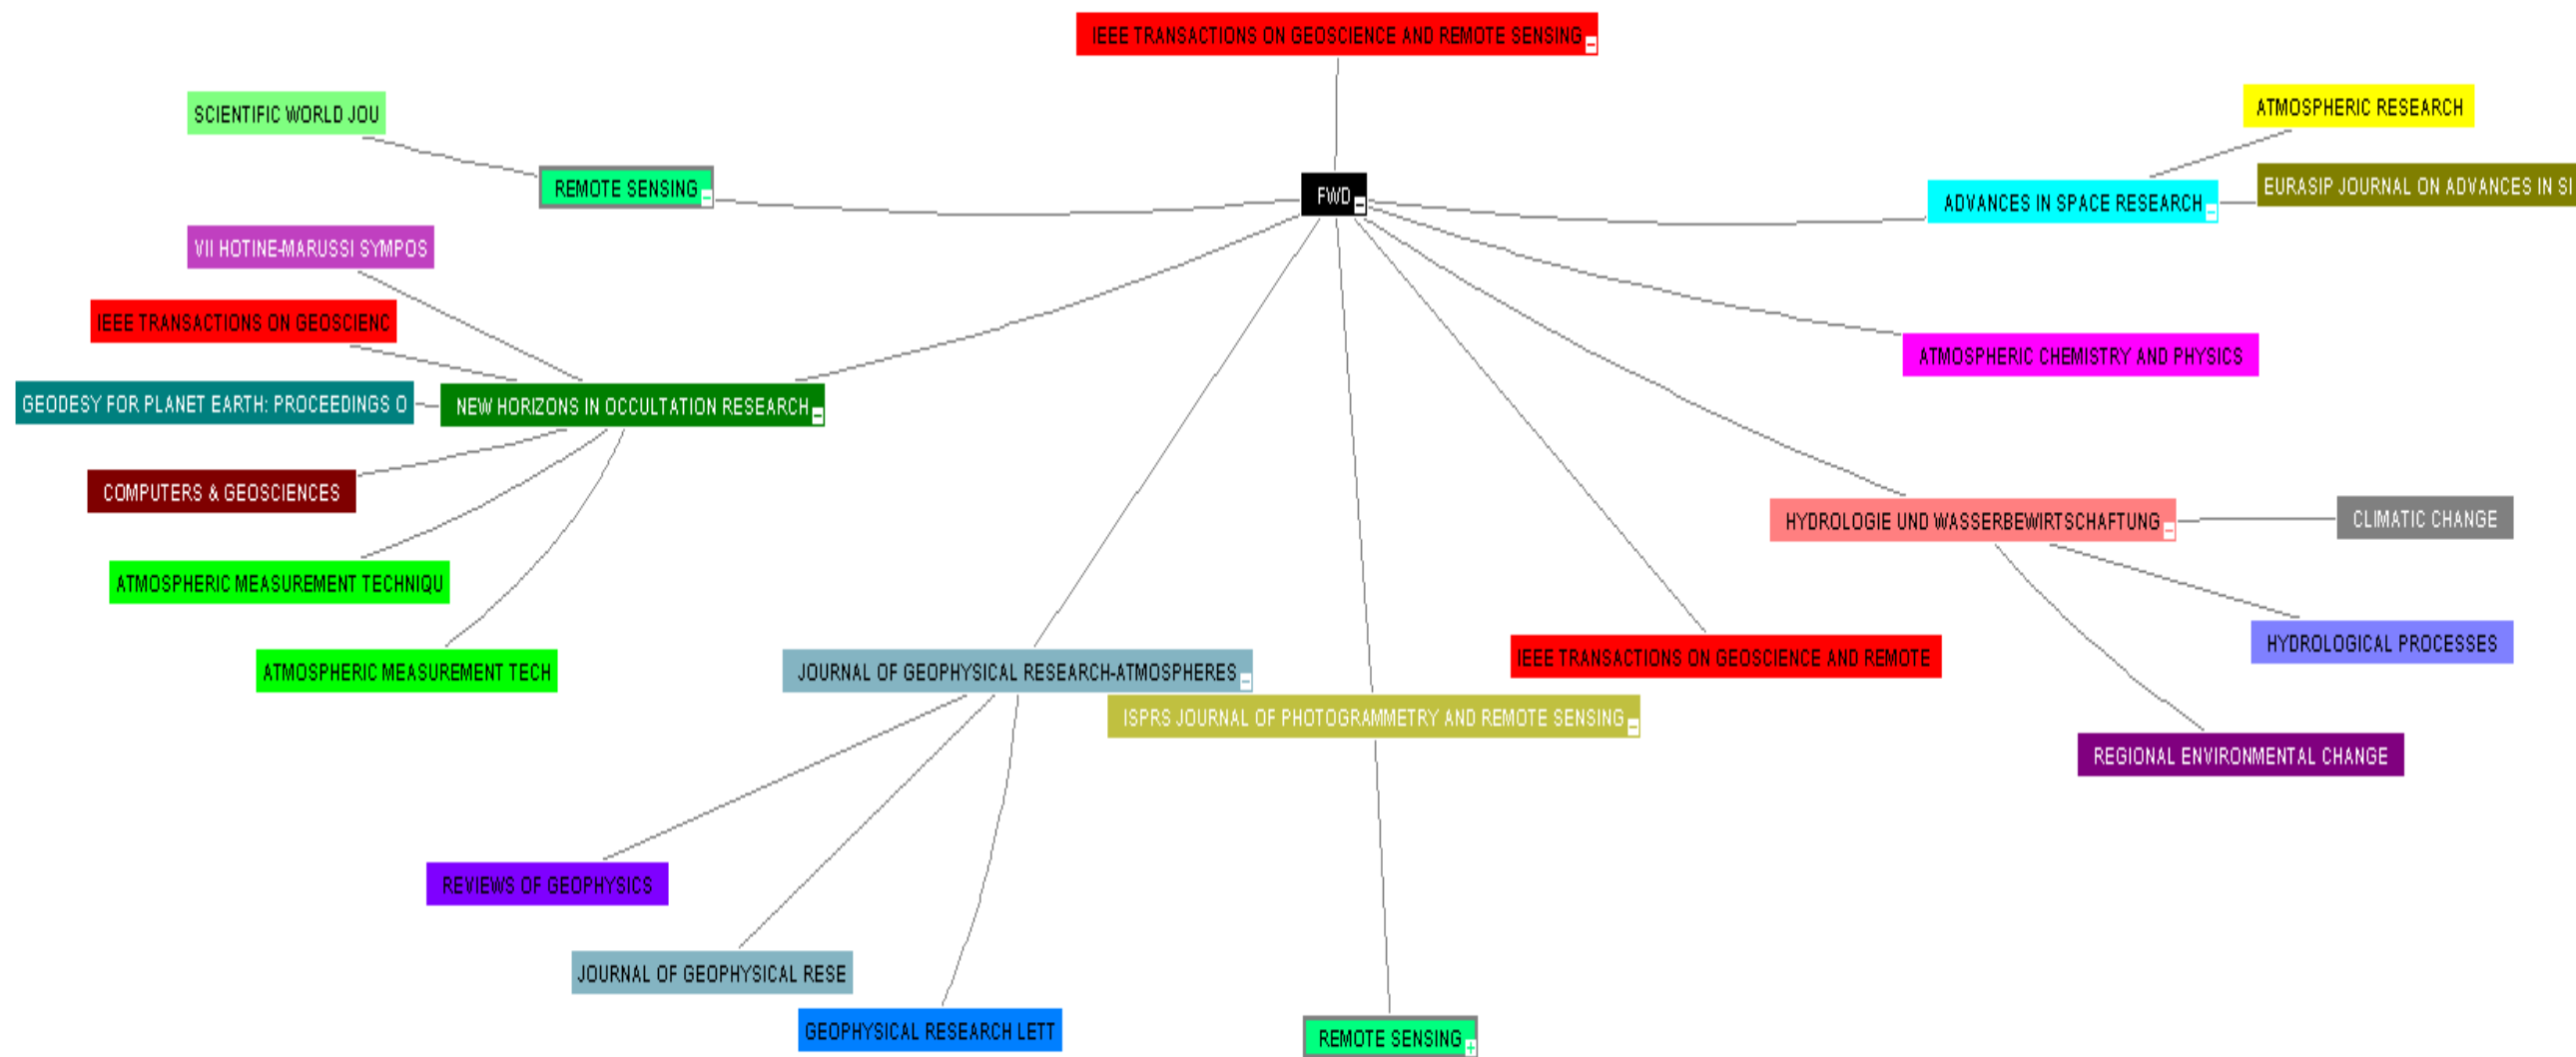 IEEE TRANSACTIONS ON GEOSCIENCE AND REMOTE SENSING
SCIENTIFIC WORLD JOU
ATMOSPHERIC RESEARCH
REMOTE SENSING
FWD
ADVANCES IN SPACE RESEARCH
EURASIP JOURNAL ON ADVANCES IN SI
VII HOTINE-MARUSSI SYMPOS
IEEE TRANSACTIONS ON GEOSCIENC
ATMOSPHERIC CHEMISTRY AND PHYSICS
GEODESY FOR PLANET EARTH: PROCEEDINGS O
NEW HORIZONS IN OCCULTATION RESEARCH
COMPUTERS & GEOSCIENCES
HYDROLOGIE UND WASSERBEWIRTSCHAFTUNG
CLIMATIC CHANGE
ATMOSPHERIC MEASUREMENT TECHNIQU
HYDROLOGICAL PROCESSES
ATMOSPHERIC MEASUREMENT TECH
JOURNAL OF GEOPHYSICAL RESEARCH-ATMOSPHERES
IEEE TRANSACTIONS ON GEOSCIENCE AND REMOTE
ISPRS JOURNAL OF PHOTOGRAMMETRY AND REMOTE SENSING
REGIONAL ENVIRONMENTAL CHANGE
REVIEWS OF GEOPHYSICS
JOURNAL OF GEOPHYSICAL RESE
GEOPHYSICAL RESEARCH LETT
REMOTE SENSING